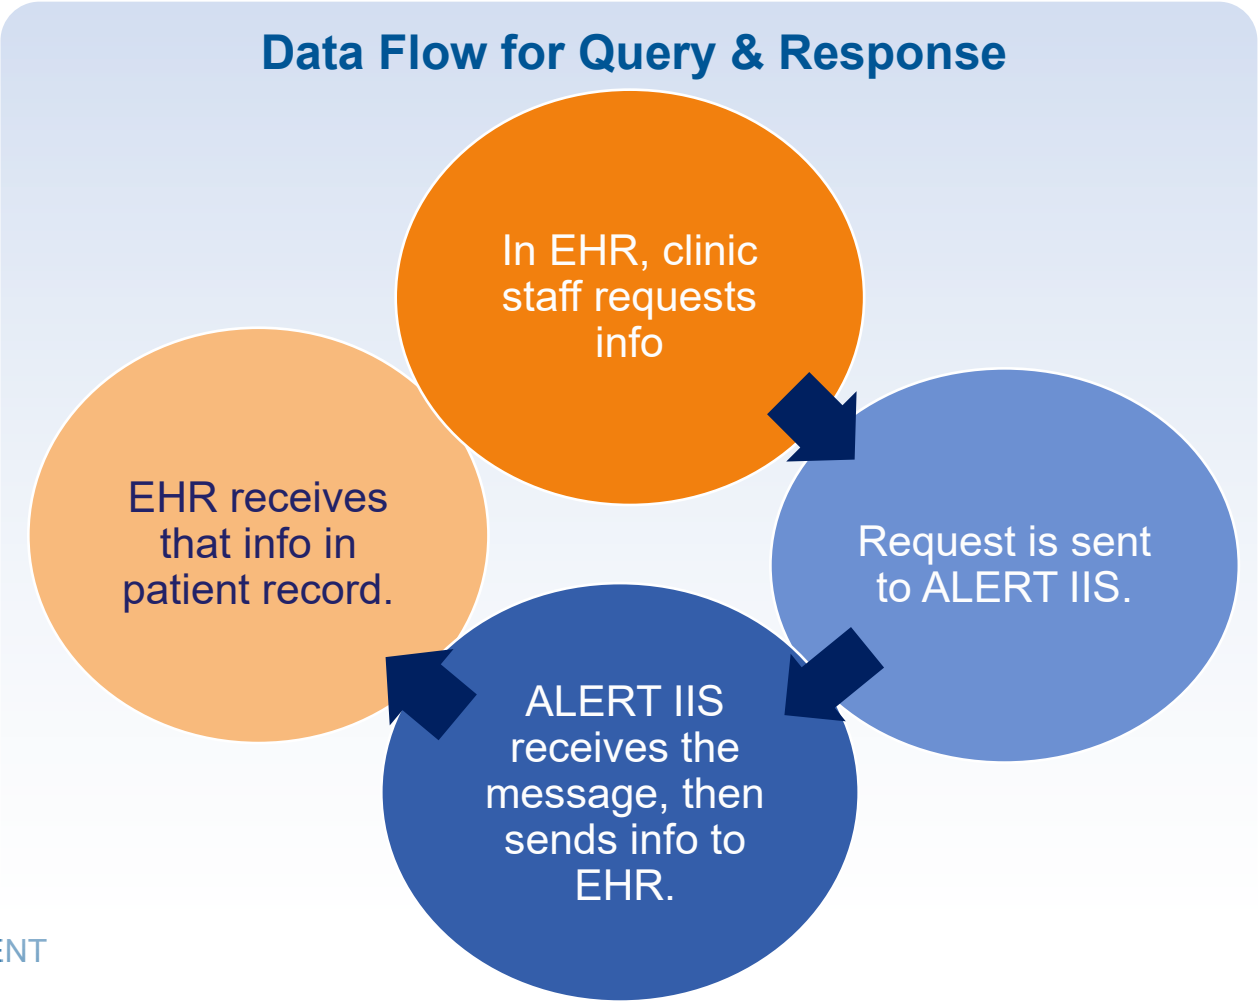 Data Flow for Query & Response
In EHR, clinic
staff requests
info
Request is sent
to ALERT IIS.
ALERT IIS
receives the
message, then
sends info to
EHR.
EHR receives
that info in
patient record.
ENT